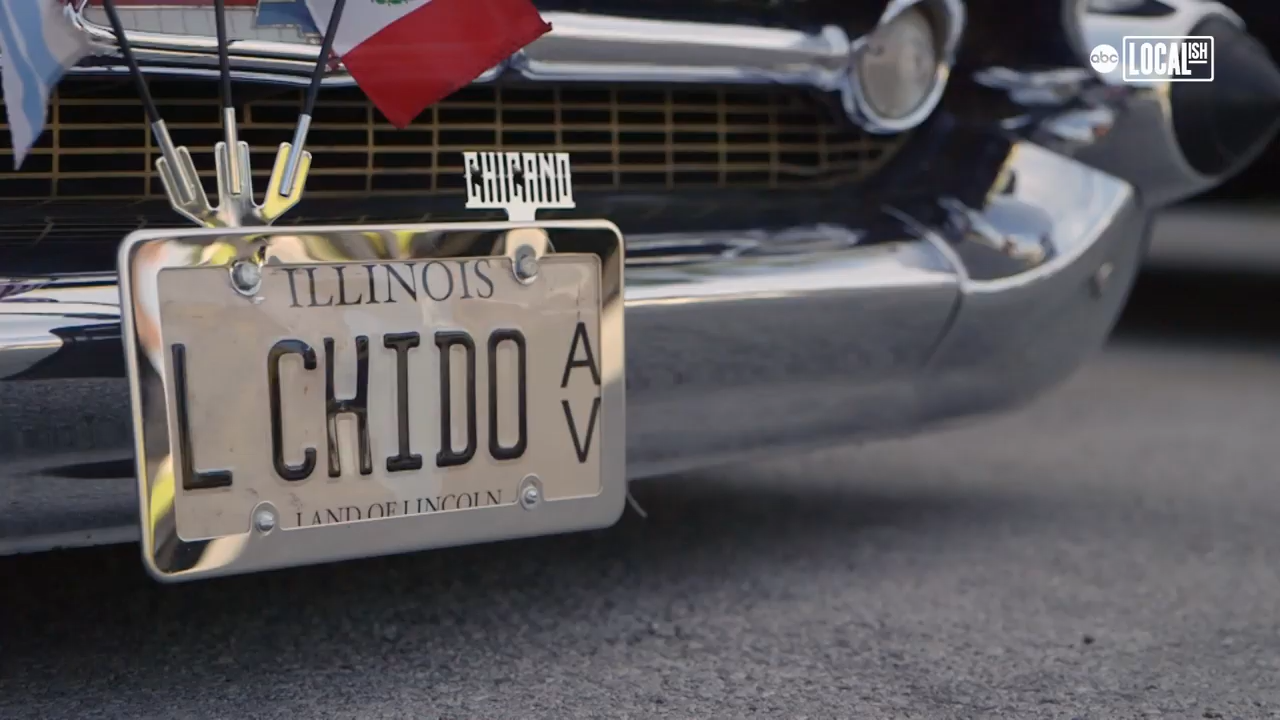 abc LOCALISH
CHICANO
ILLINOIS
L CHIDO AV
LAND OF LINCOLN